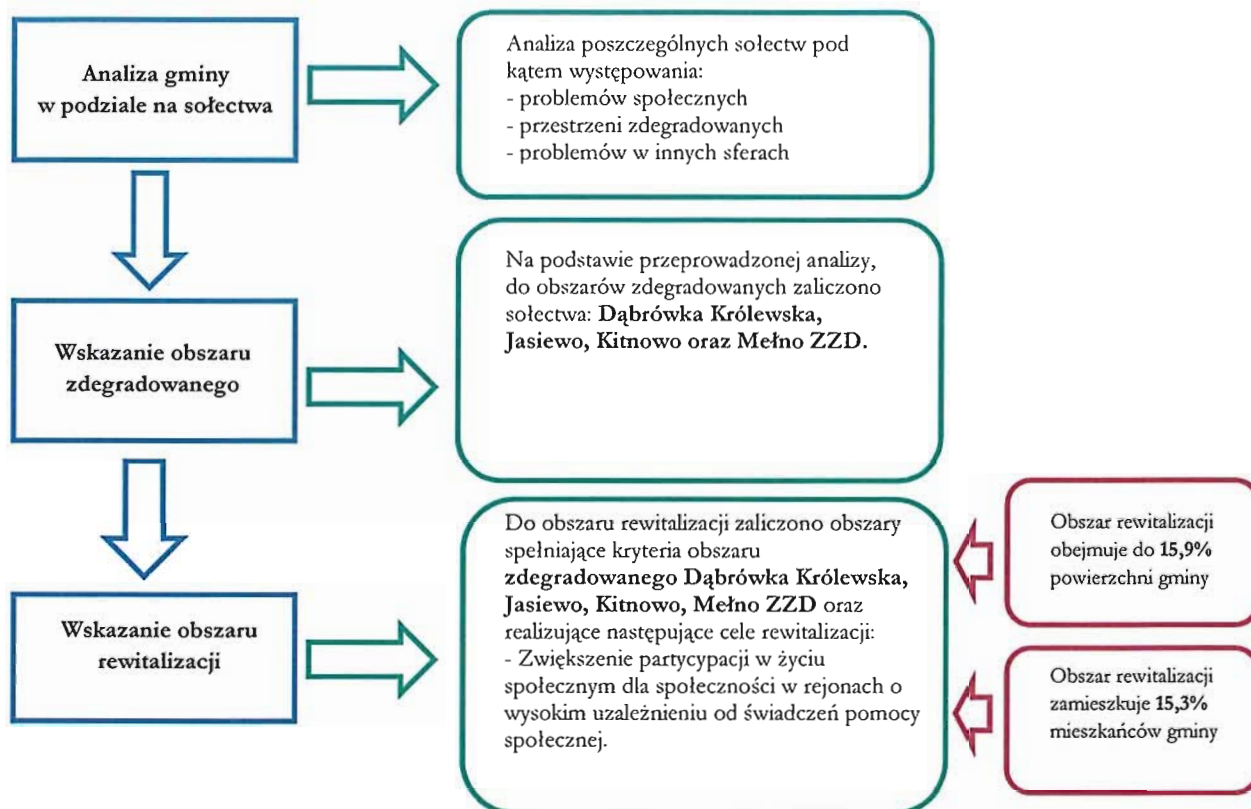 Analiza gminy
w podziale na sołectwa
Analiza poszczególnych sołectw pod
kątem występowania:
- problemów społecznych
- przestrzeni zdegradowanych
- problemów w innych sferach
Wskazanie obszaru
zdegradowanego
Na podstawie przeprowadzonej analizy,
do obszarów zdegradowanych zaliczono
sołectwa: Dąbrówka Królewska,
Jasiewo, Kitnowo oraz Mełno ZZD.
Wskazanie obszaru
rewitalizacji
Do obszaru rewitalizacji zaliczono obszary
spełniające kryteria obszaru
zdegradowanego Dąbrówka Królewska,
Jasiewo, Kitnowo, Mełno ZZD oraz
realizujące następujące cele rewitalizacji:
- Zwiększenie partycypacji w życiu
społecznym dla społeczności w rejonach o
wysokim uzależnieniu od świadczeń pomocy
społecznej.
Obszar rewitalizacji
obejmuje do 15,9%
powierzchni gminy
Obszar rewitalizacji
zamieszkuje 15,3%
mieszkańców gminy